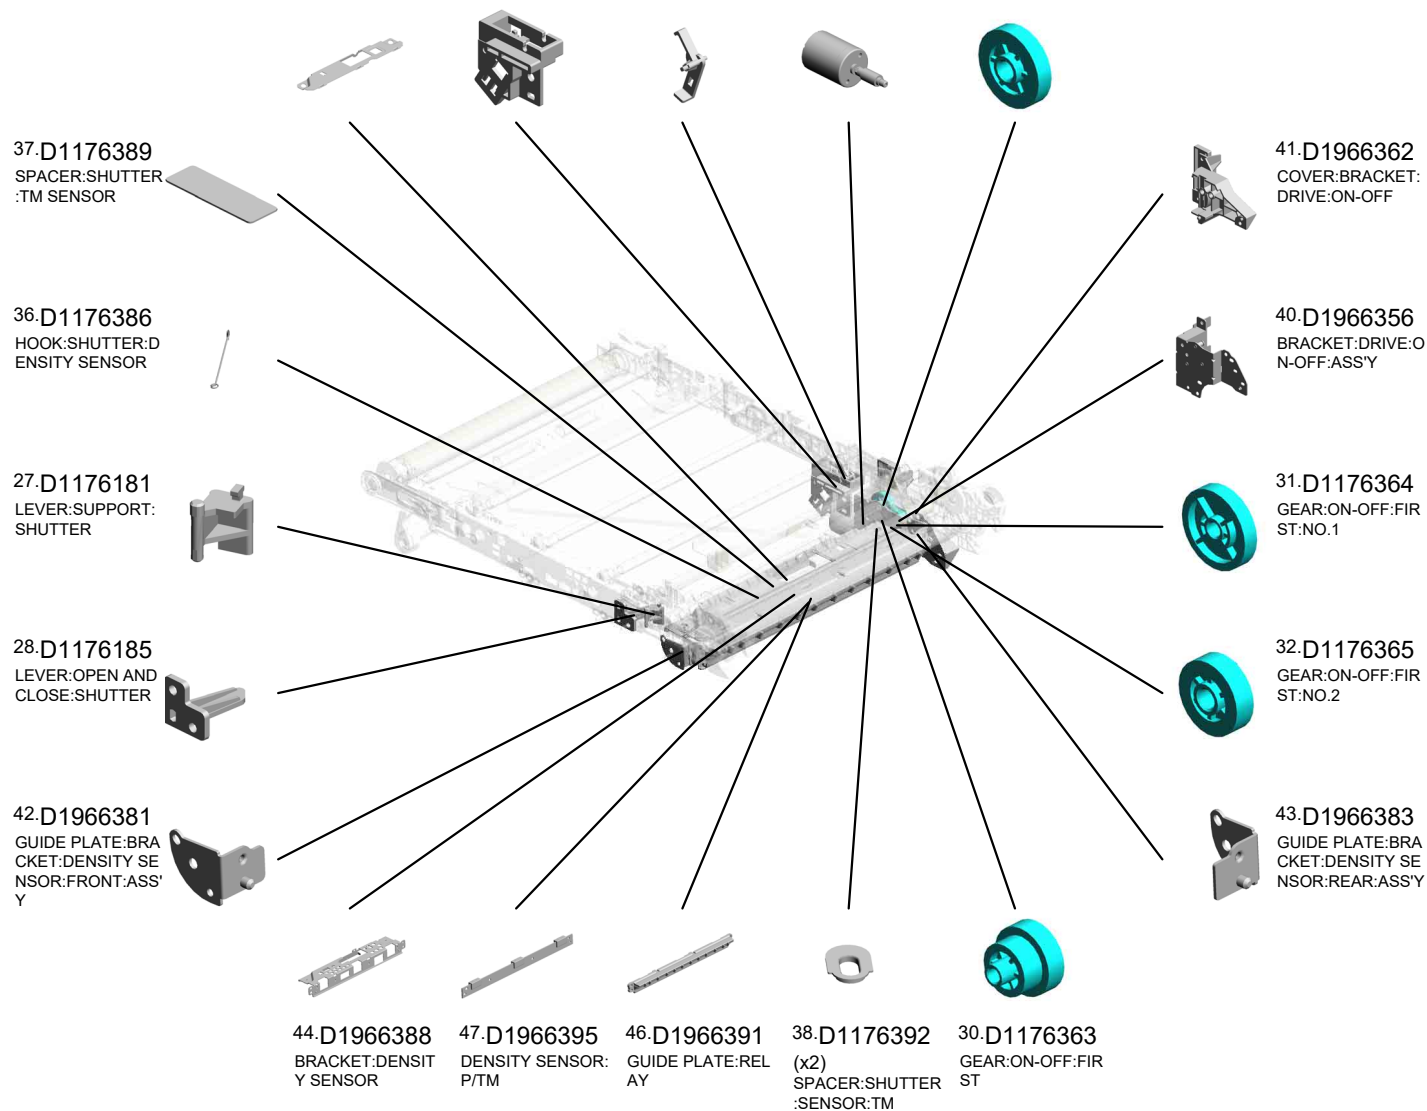 37.D1176389
SPACER:SHUTTER
:TM SENSOR
36.D1176386
HOOK:SHUTTER:D
ENSITY SENSOR
27.D1176181
LEVER:SUPPORT:
SHUTTER
28.D1176185
LEVER:OPEN AND
CLOSE:SHUTTER
42.D1966381
GUIDE PLATE:BRA
CKET:DENSITY SE
NSOR:FRONT:ASS'
Y
41.D1966362
COVER:BRACKET:
DRIVE:ON-OFF
40.D1966356
BRACKET:DRIVE:O
N-OFF:ASS'Y
31.D1176364
GEAR:ON-OFF:FIR
ST:NO.1
32.D1176365
GEAR:ON-OFF:FIR
ST:NO.2
43.D1966383
GUIDE PLATE:BRA
CKET:DENSITY SE
NSOR:REAR:ASS'Y
44.D1966388
BRACKET:DENSIT
Y SENSOR
47.D1966395
DENSITY SENSOR:
P/TM
46.D1966391
GUIDE PLATE:REL
AY
38.D1176392
(x2)
SPACER:SHUTTER
:SENSOR:TM
30.D1176363
GEAR:ON-OFF:FIR
ST